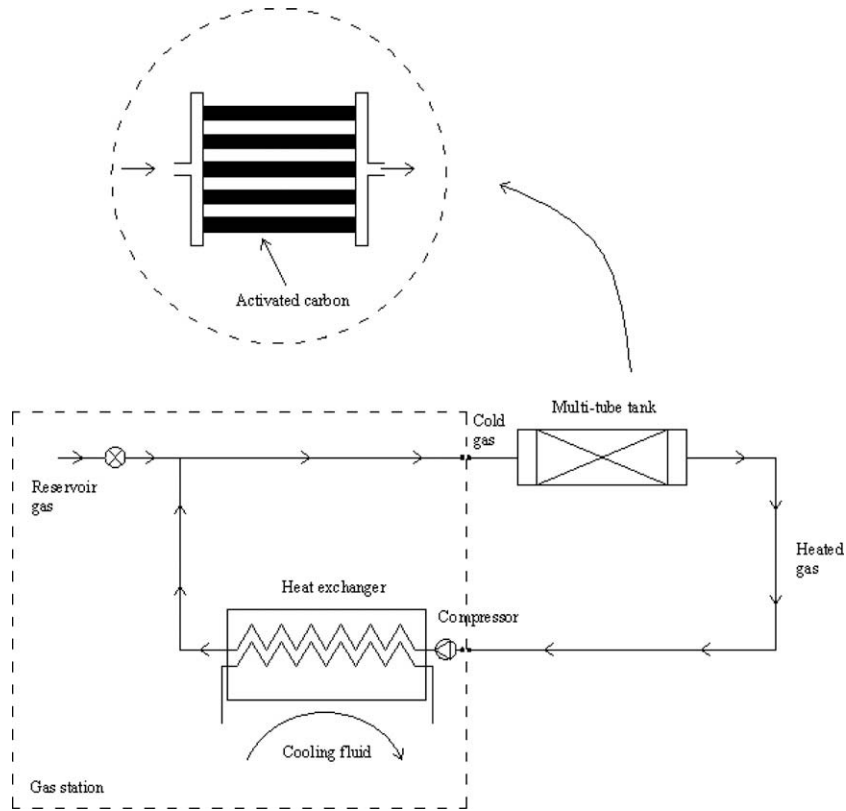 Activated carbon
Multi-tube tank
Cold
gas
Reservoir
gas
Heated
gas
Heat exchanger
Compressor
Cooling fluid
Gas station